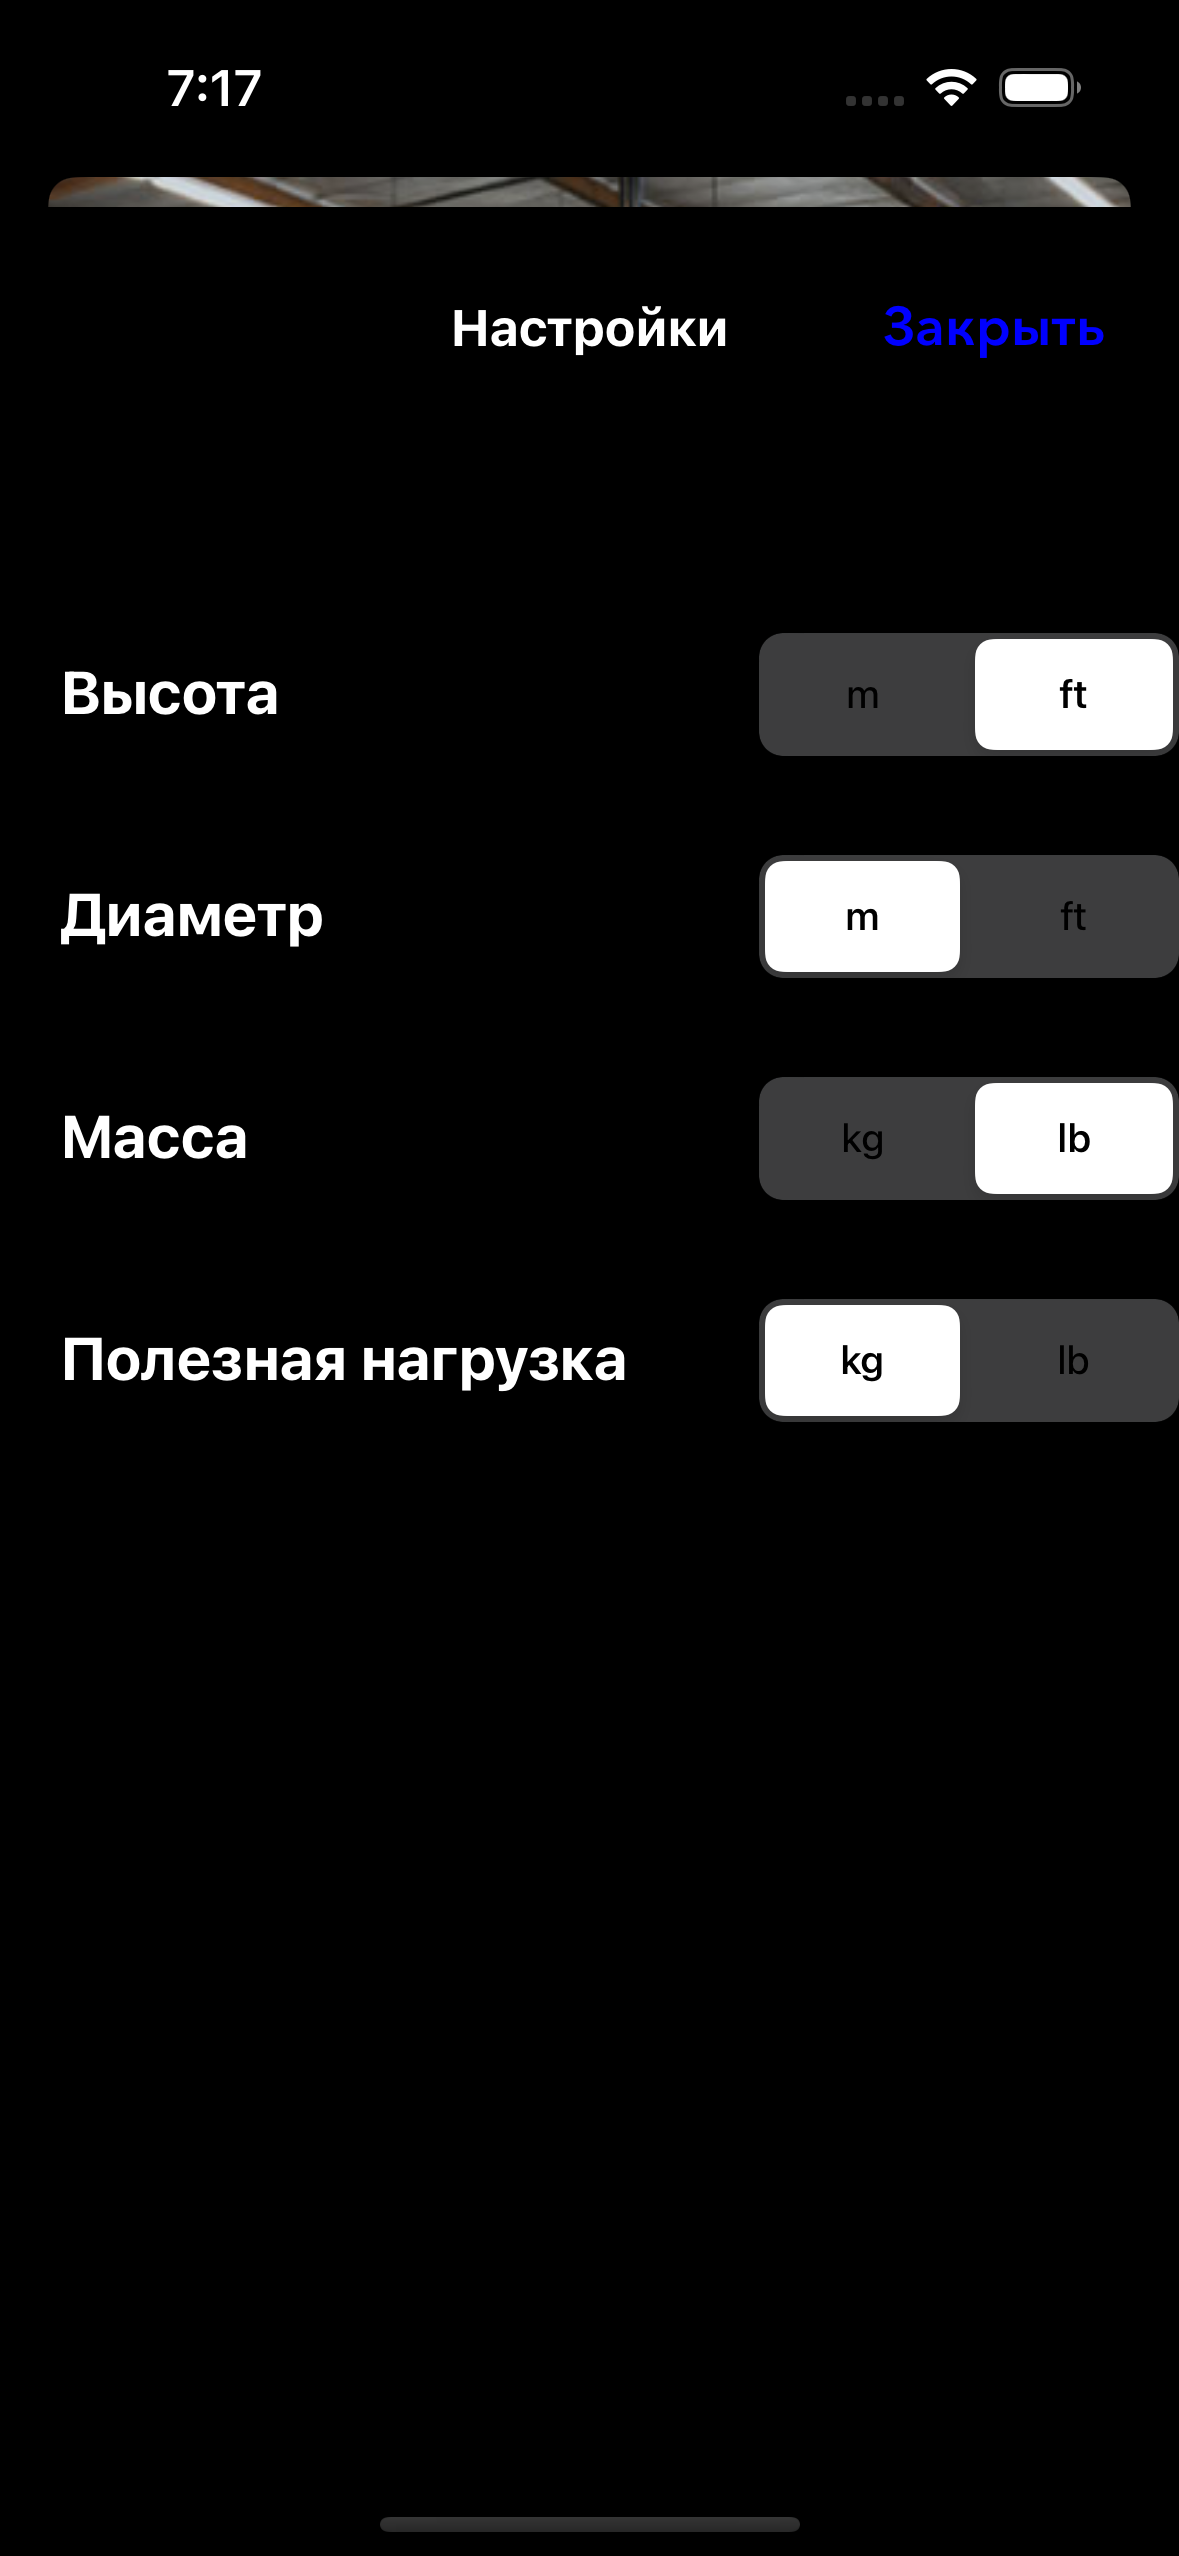 7:17
Настройки Закрыть
Высота m ft
Диаметр m ft
Масса kg lb
Полезная нагрузка kg lb